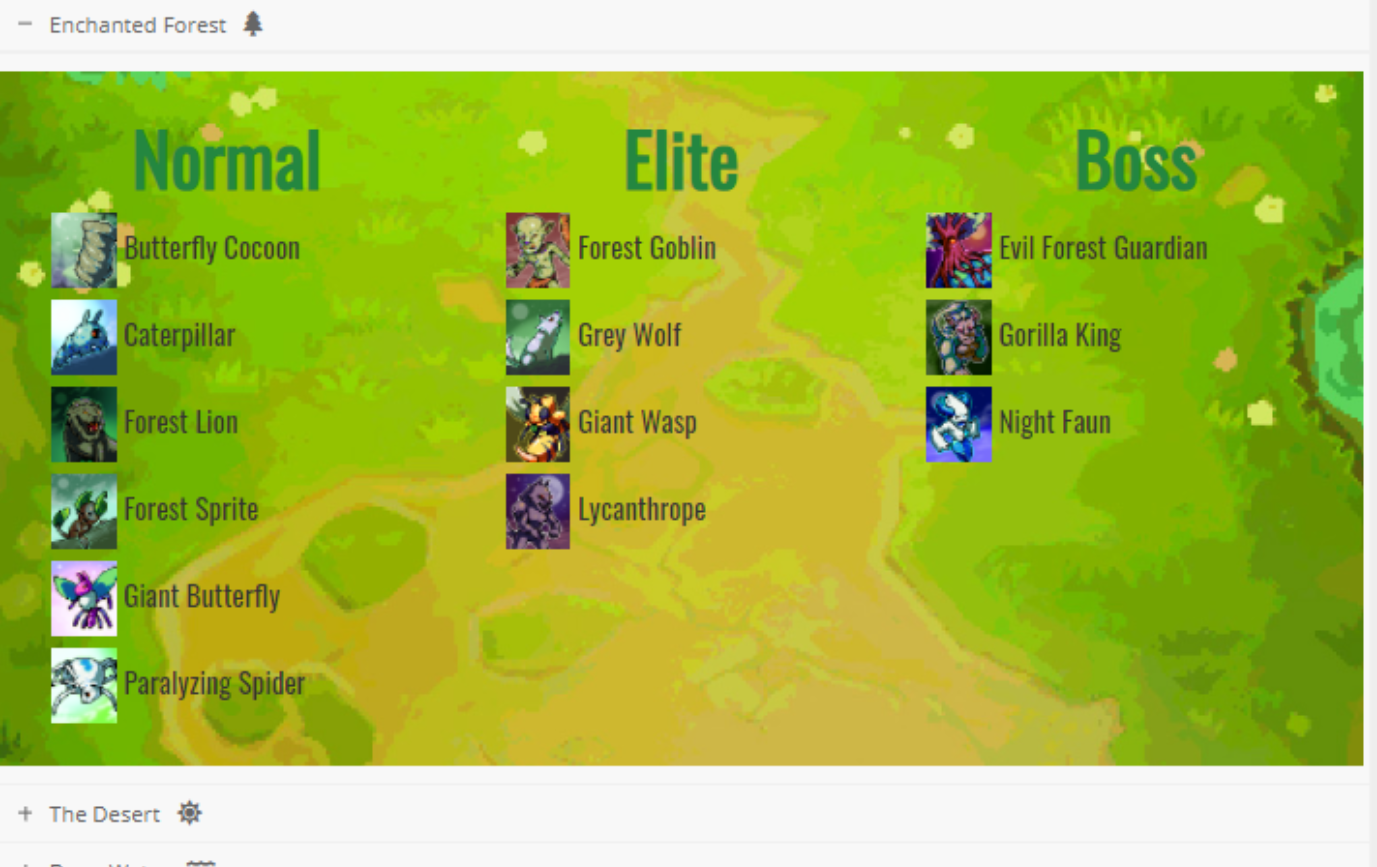 Enchanted Forest
Normal
Elite
Boss
Butterfly Cocoon
Forest Goblin
Evil Forest Guardian
Caterpillar
Grey Wolf
Gorilla King
Forest Lion
Giant Wasp
Night Faun
Forest Sprite
Lycanthrope
Giant Butterfly
Paralyzing Spider
The Desert